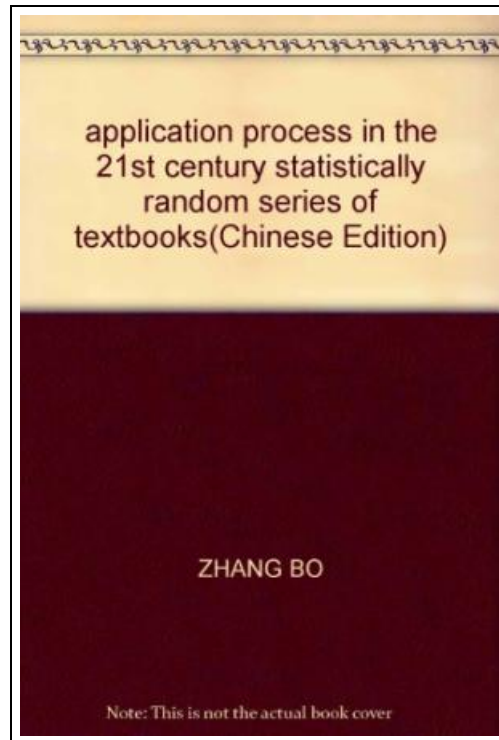 application process in the
21st century statistically
random series of
textbooks(Chinese Edition)
ZHANG BO
Note: This is not the actual book cover